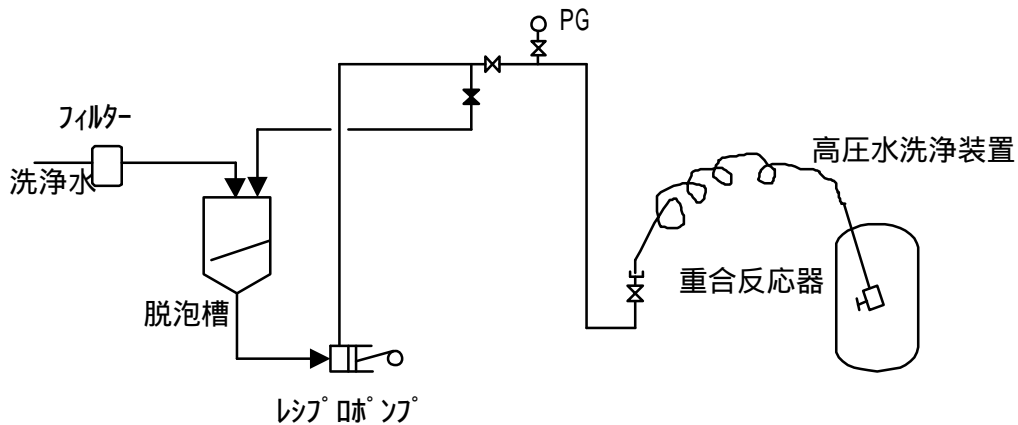 PG
フィルター
高圧水洗浄装置
洗浄水
重合反応器
脱泡槽
レシプロポンプ